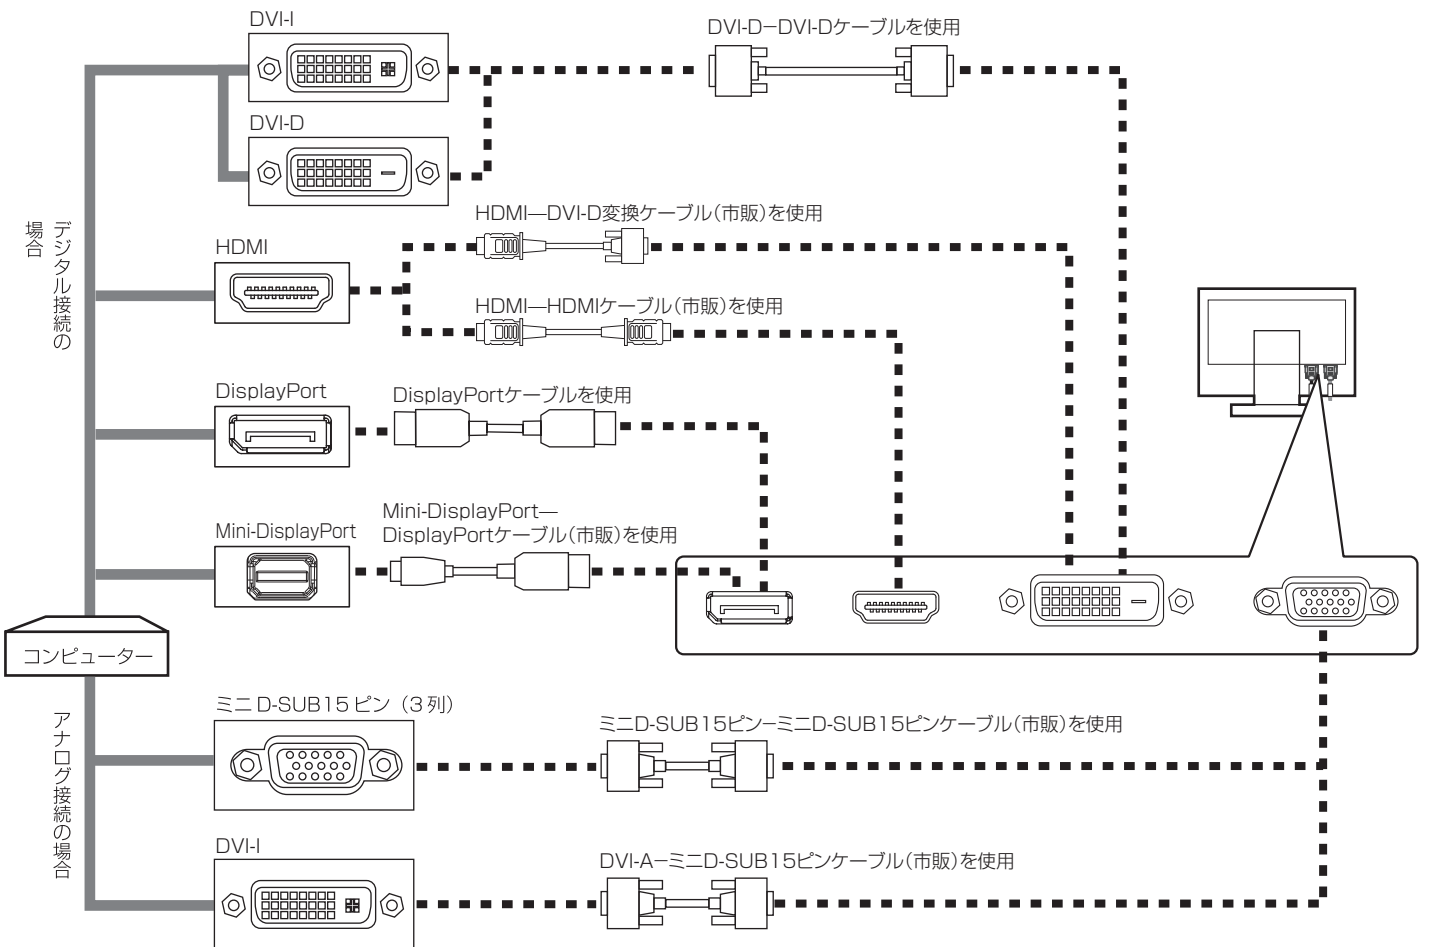 DVI-I
DVI-D−DVI-Dケーブルを使用
DVI-D
デジタル接続の
場合
HDMI—DVI-D変換ケーブル（市販）を使用
HDMI
HDMI—HDMIケーブル（市販）を使用
DisplayPort
DisplayPortケーブルを使用
Mini-DisplayPort
Mini-DisplayPort—
DisplayPortケーブル（市販）を使用
コンピューター
アナログ接続の場合
ミニ D-SUB15 ピン（3 列）
ミニD-SUB15ピン−ミニD-SUB15ピンケーブル（市販）を使用
DVI-I
DVI-A−ミニD-SUB15ピンケーブル（市販）を使用